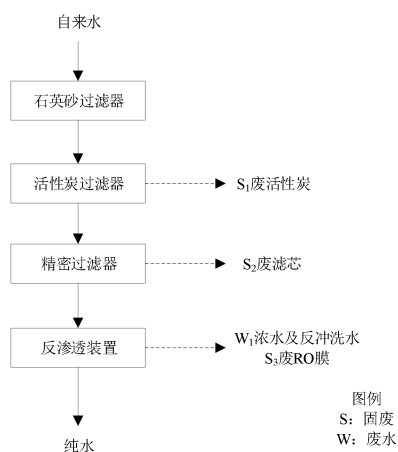 自来水
石英砂过滤器
活性炭过滤器
S₁废活性炭
精密过滤器
S₂废滤芯
反渗透装置
W₁浓水及反冲洗水
S₃废RO膜
纯水
图例
S：固废
W：废水